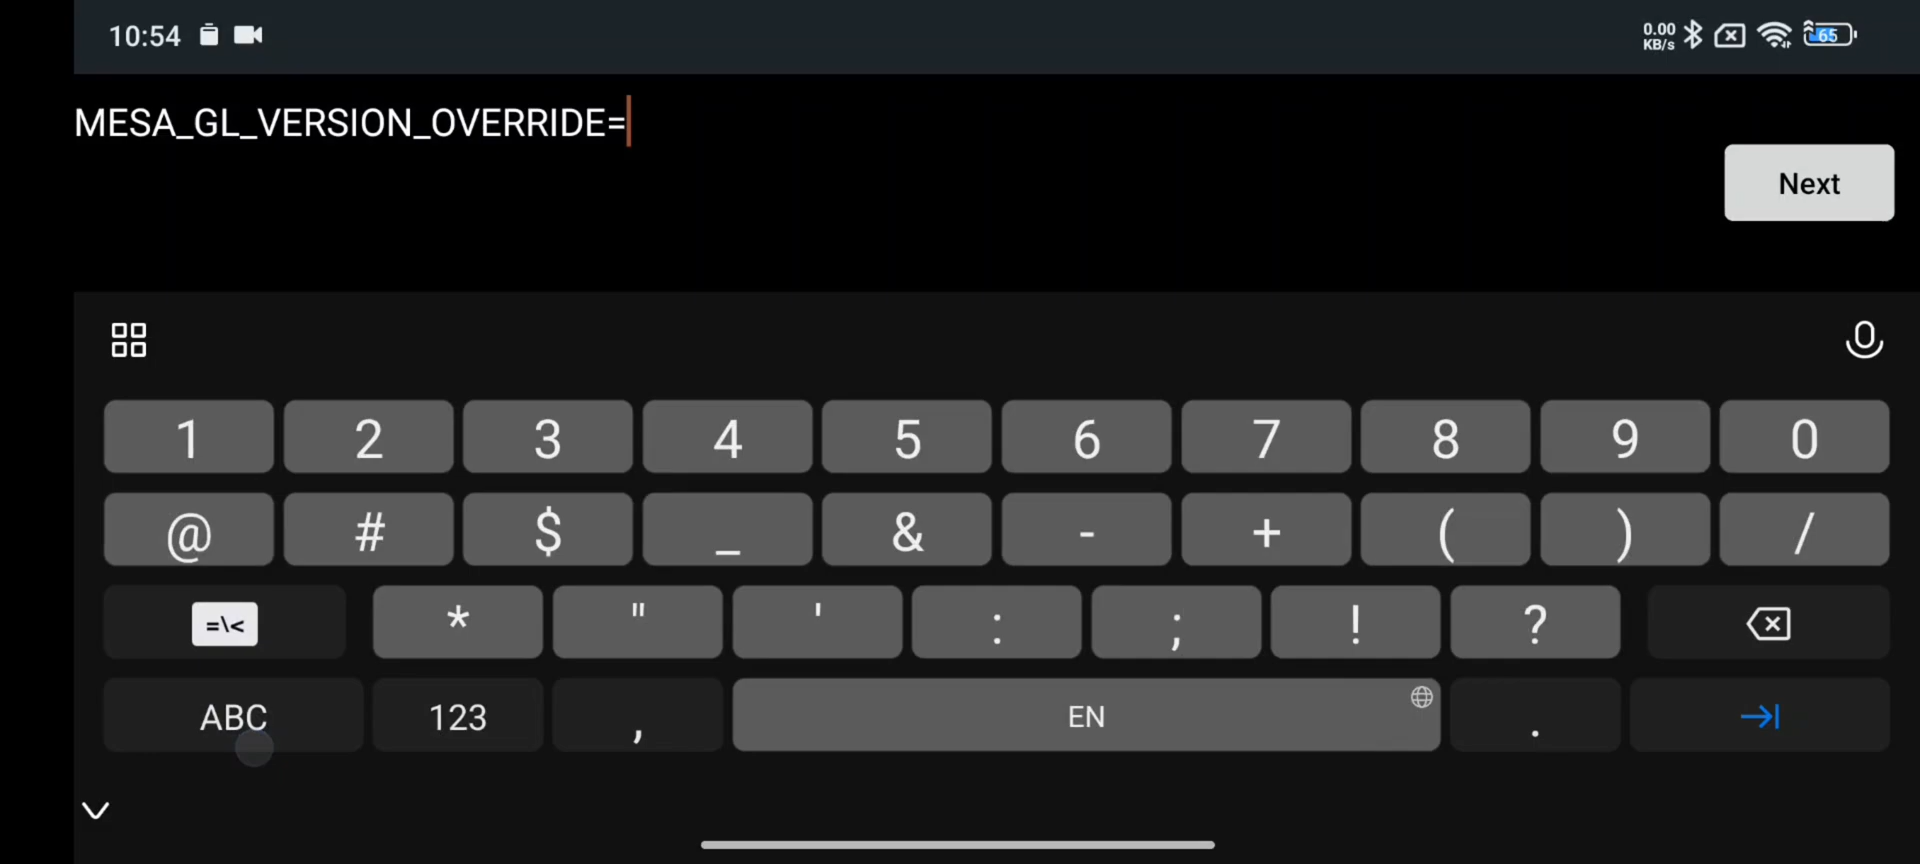 10:54
0.00
KB/s
65
MESA_GL_VERSION_OVERRIDE=
Next
1 2 3 4 5 6 7 8 9 0
@ # $ _ & - + ( ) /
=\< * " ' : ; ! ?
ABC 123 , EN .